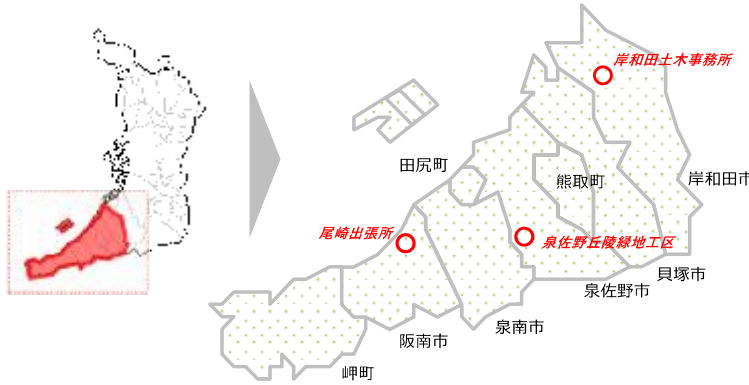 岸和田土木事務所
田尻町
熊取町
岸和田市
尾崎出張所
泉佐野丘陵緑地工区
貝塚市
泉佐野市
泉南市
阪南市
岬町